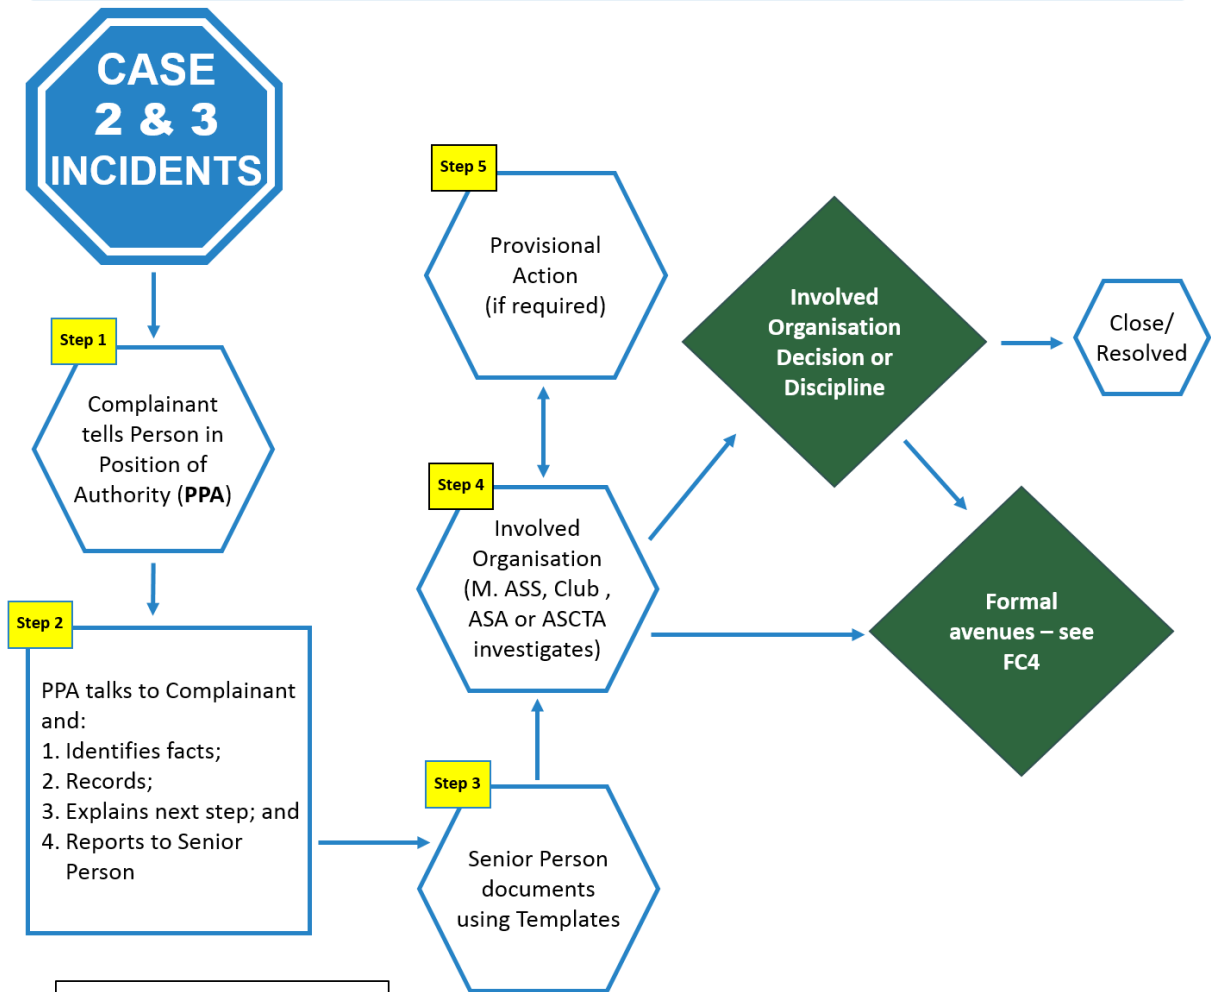 CASE
2 & 3
INCIDENTS
Step 1
Complainant
tells Person in
Position of
Authority (PPA)
Step 2
PPA talks to Complainant
and:
1. Identifies facts;
2. Records;
3. Explains next step; and
4. Reports to Senior
Person
Step 3
Senior Person
documents
using Templates
Step 4
Involved
Organisation
(M. ASS, Club ,
ASA or ASCTA
investigates)
Step 5
Provisional
Action
(if required)
Involved
Organisation
Decision or
Discipline
Close/
Resolved
Formal
avenues – see
FC4